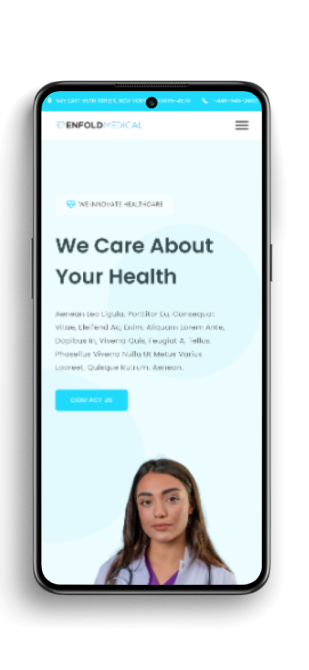 ENFOLDMEDICAL
WE INNOVATE HEALTHCARE
We Care About
Your Health
Aenean Leo Ligula, Porttitor Eu, Consequat
Vitae, Eleifend Ac, Enim. Aliquam Lorem Ante,
Dapibus In, Viverra Quis, Feugiat A, Tellus.
Phasellus Viverra Nulla Ut Metus Varius
Laoreet. Quisque Rutrum. Aenean.
CONTACT US